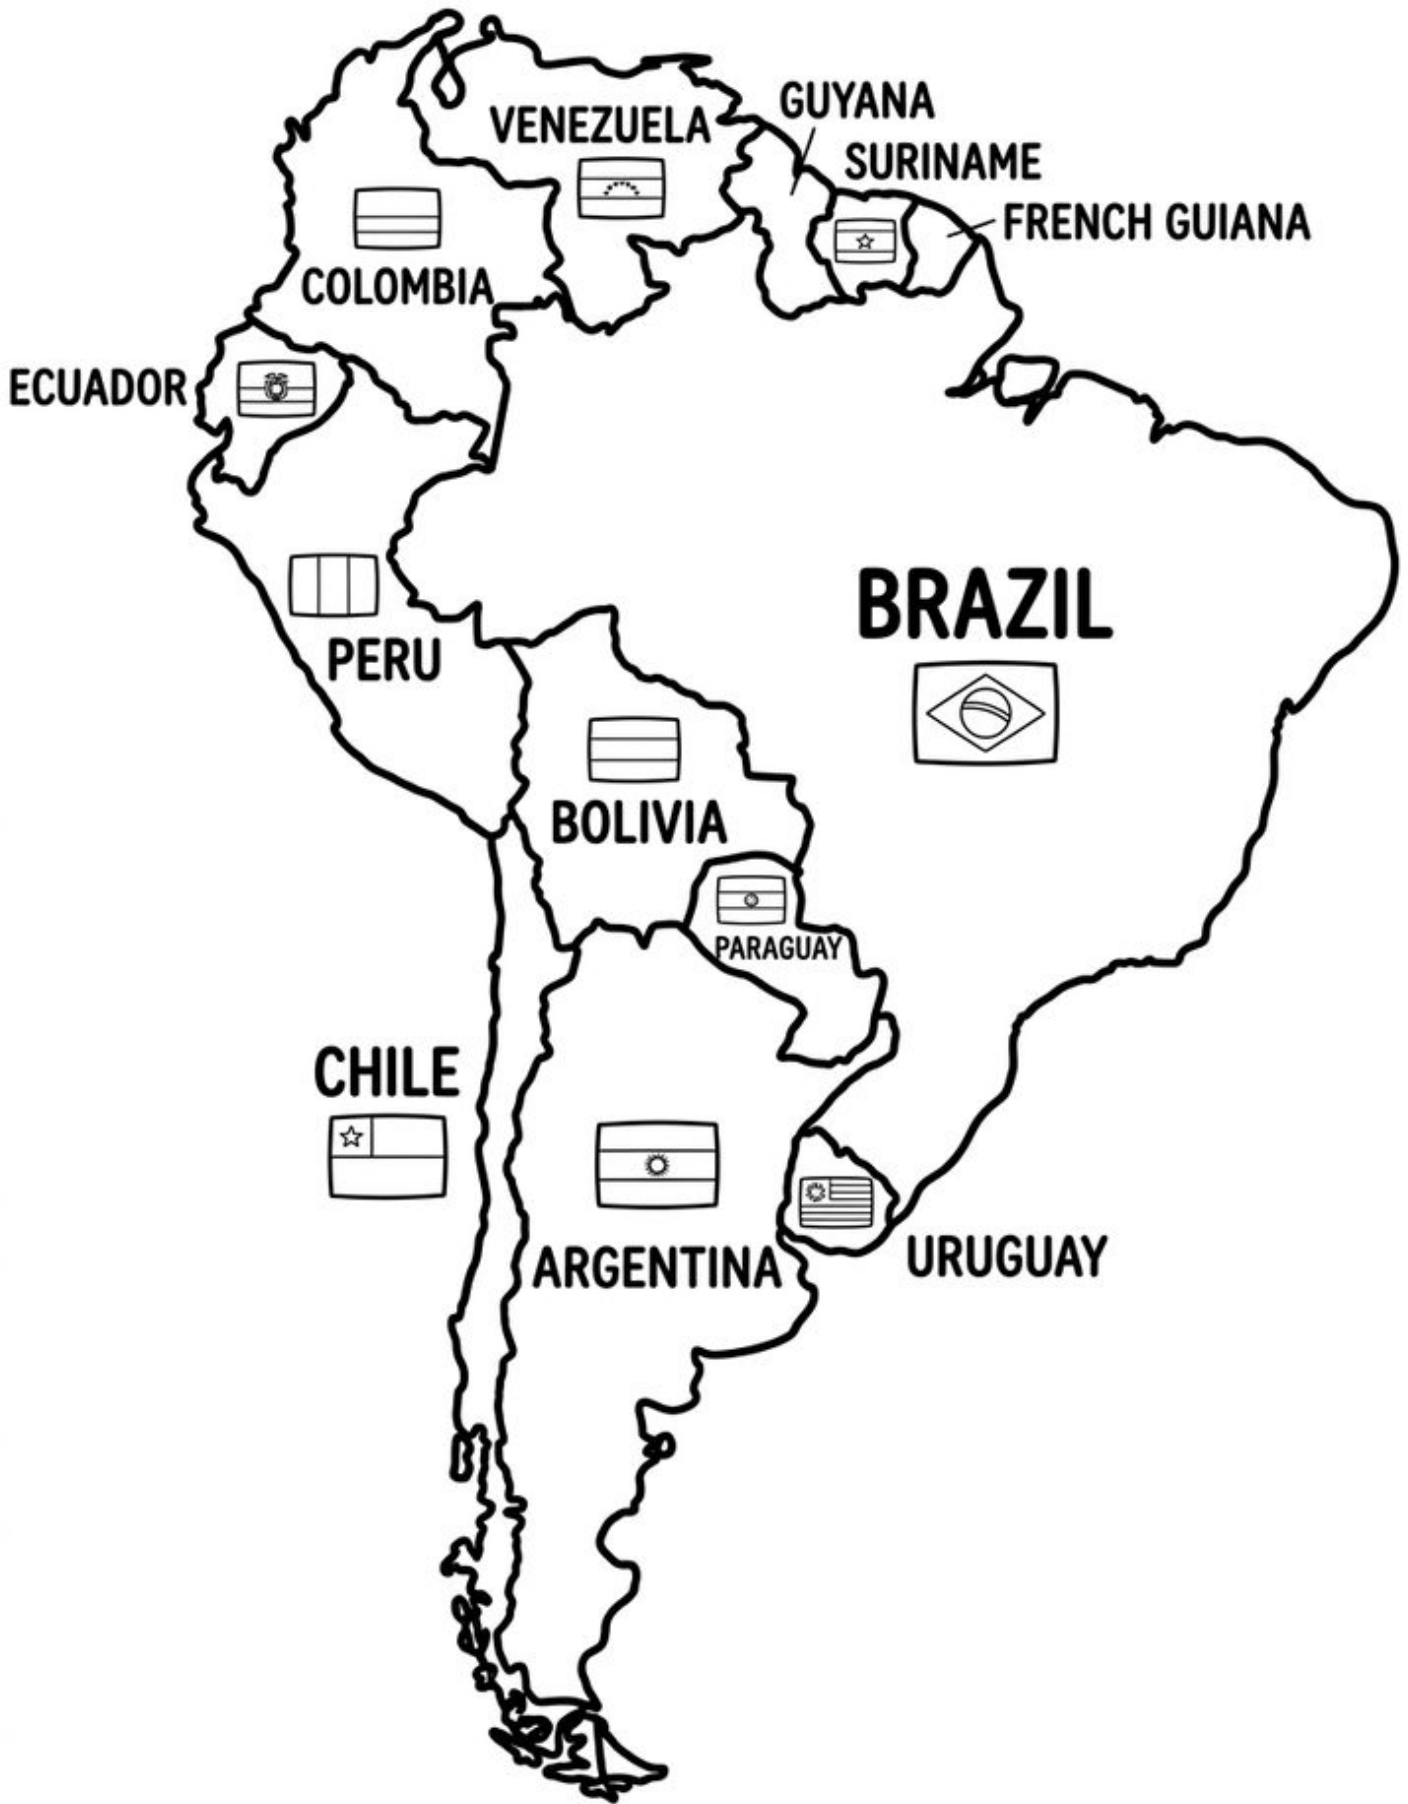 GUYANA
VENEZUELA
SURINAME
FRENCH GUIANA
COLOMBIA
ECUADOR
BRAZIL
PERU
BOLIVIA
PARAGUAY
CHILE
URUGUAY
ARGENTINA